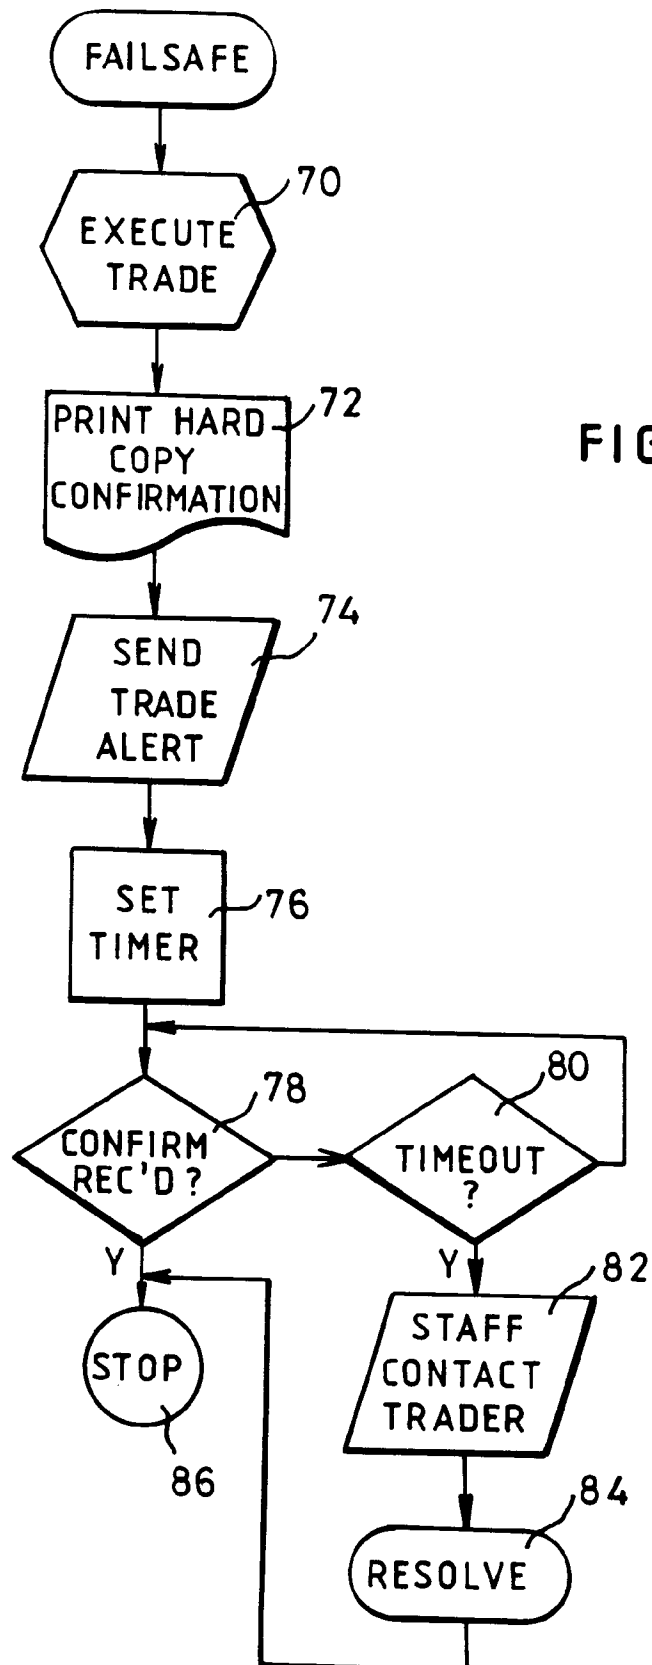 FAILSAFE
70
EXECUTE
TRADE
72
PRINT HARD
COPY
CONFIRMATION
FIG
74
SEND
TRADE
ALERT
SET
TIMER
76
78
80
CONFIRM
REC'D?
TIMEOUT
?
Y
Y
82
STAFF
CONTACT
TRADER
STOP
86
84
RESOLVE